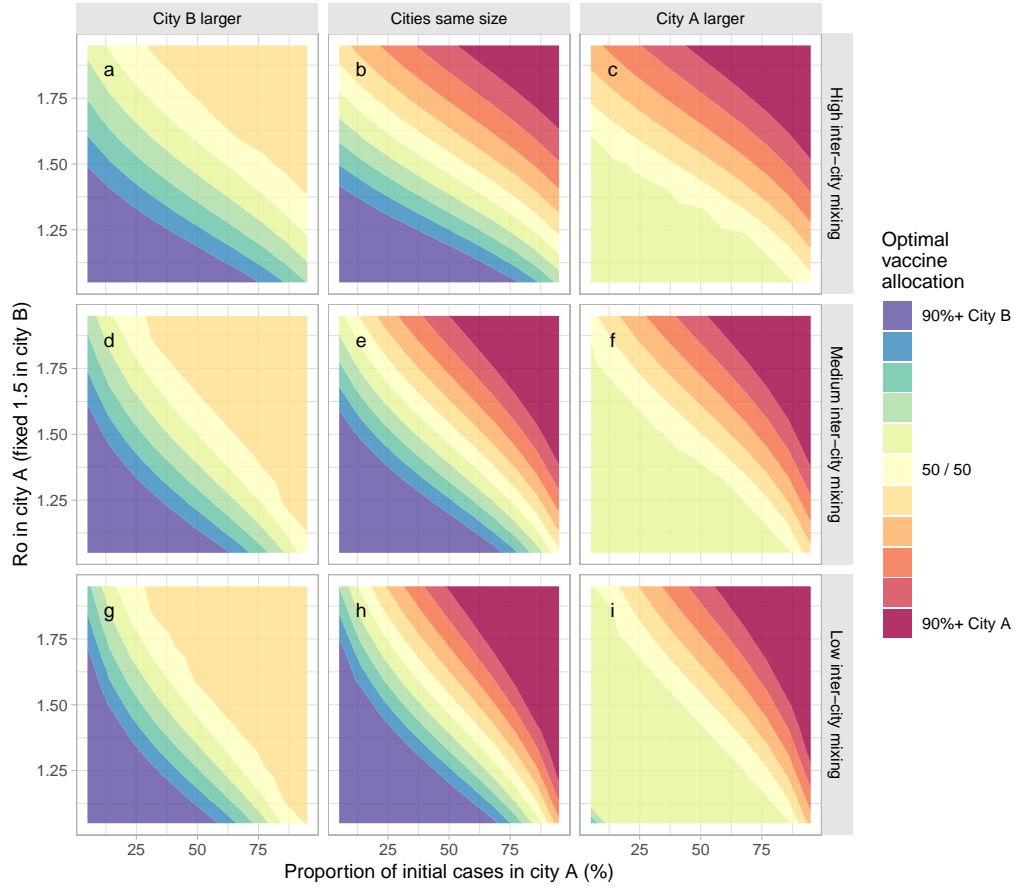 City B larger
Cities same size
City A larger
a
b
c
High inter−city mixing
1.75
1.50
1.25
d
e
f
Medium inter−city mixing
1.75
1.50
1.25
g
h
i
Low inter−city mixing
1.75
1.50
1.25
25
50
75
25
50
75
25
50
75
Proportion of initial cases in city A (%)
Ro in city A (fixed 1.5 in city B)
Optimal
vaccine
allocation
90%+ City B
50 / 50
90%+ City A